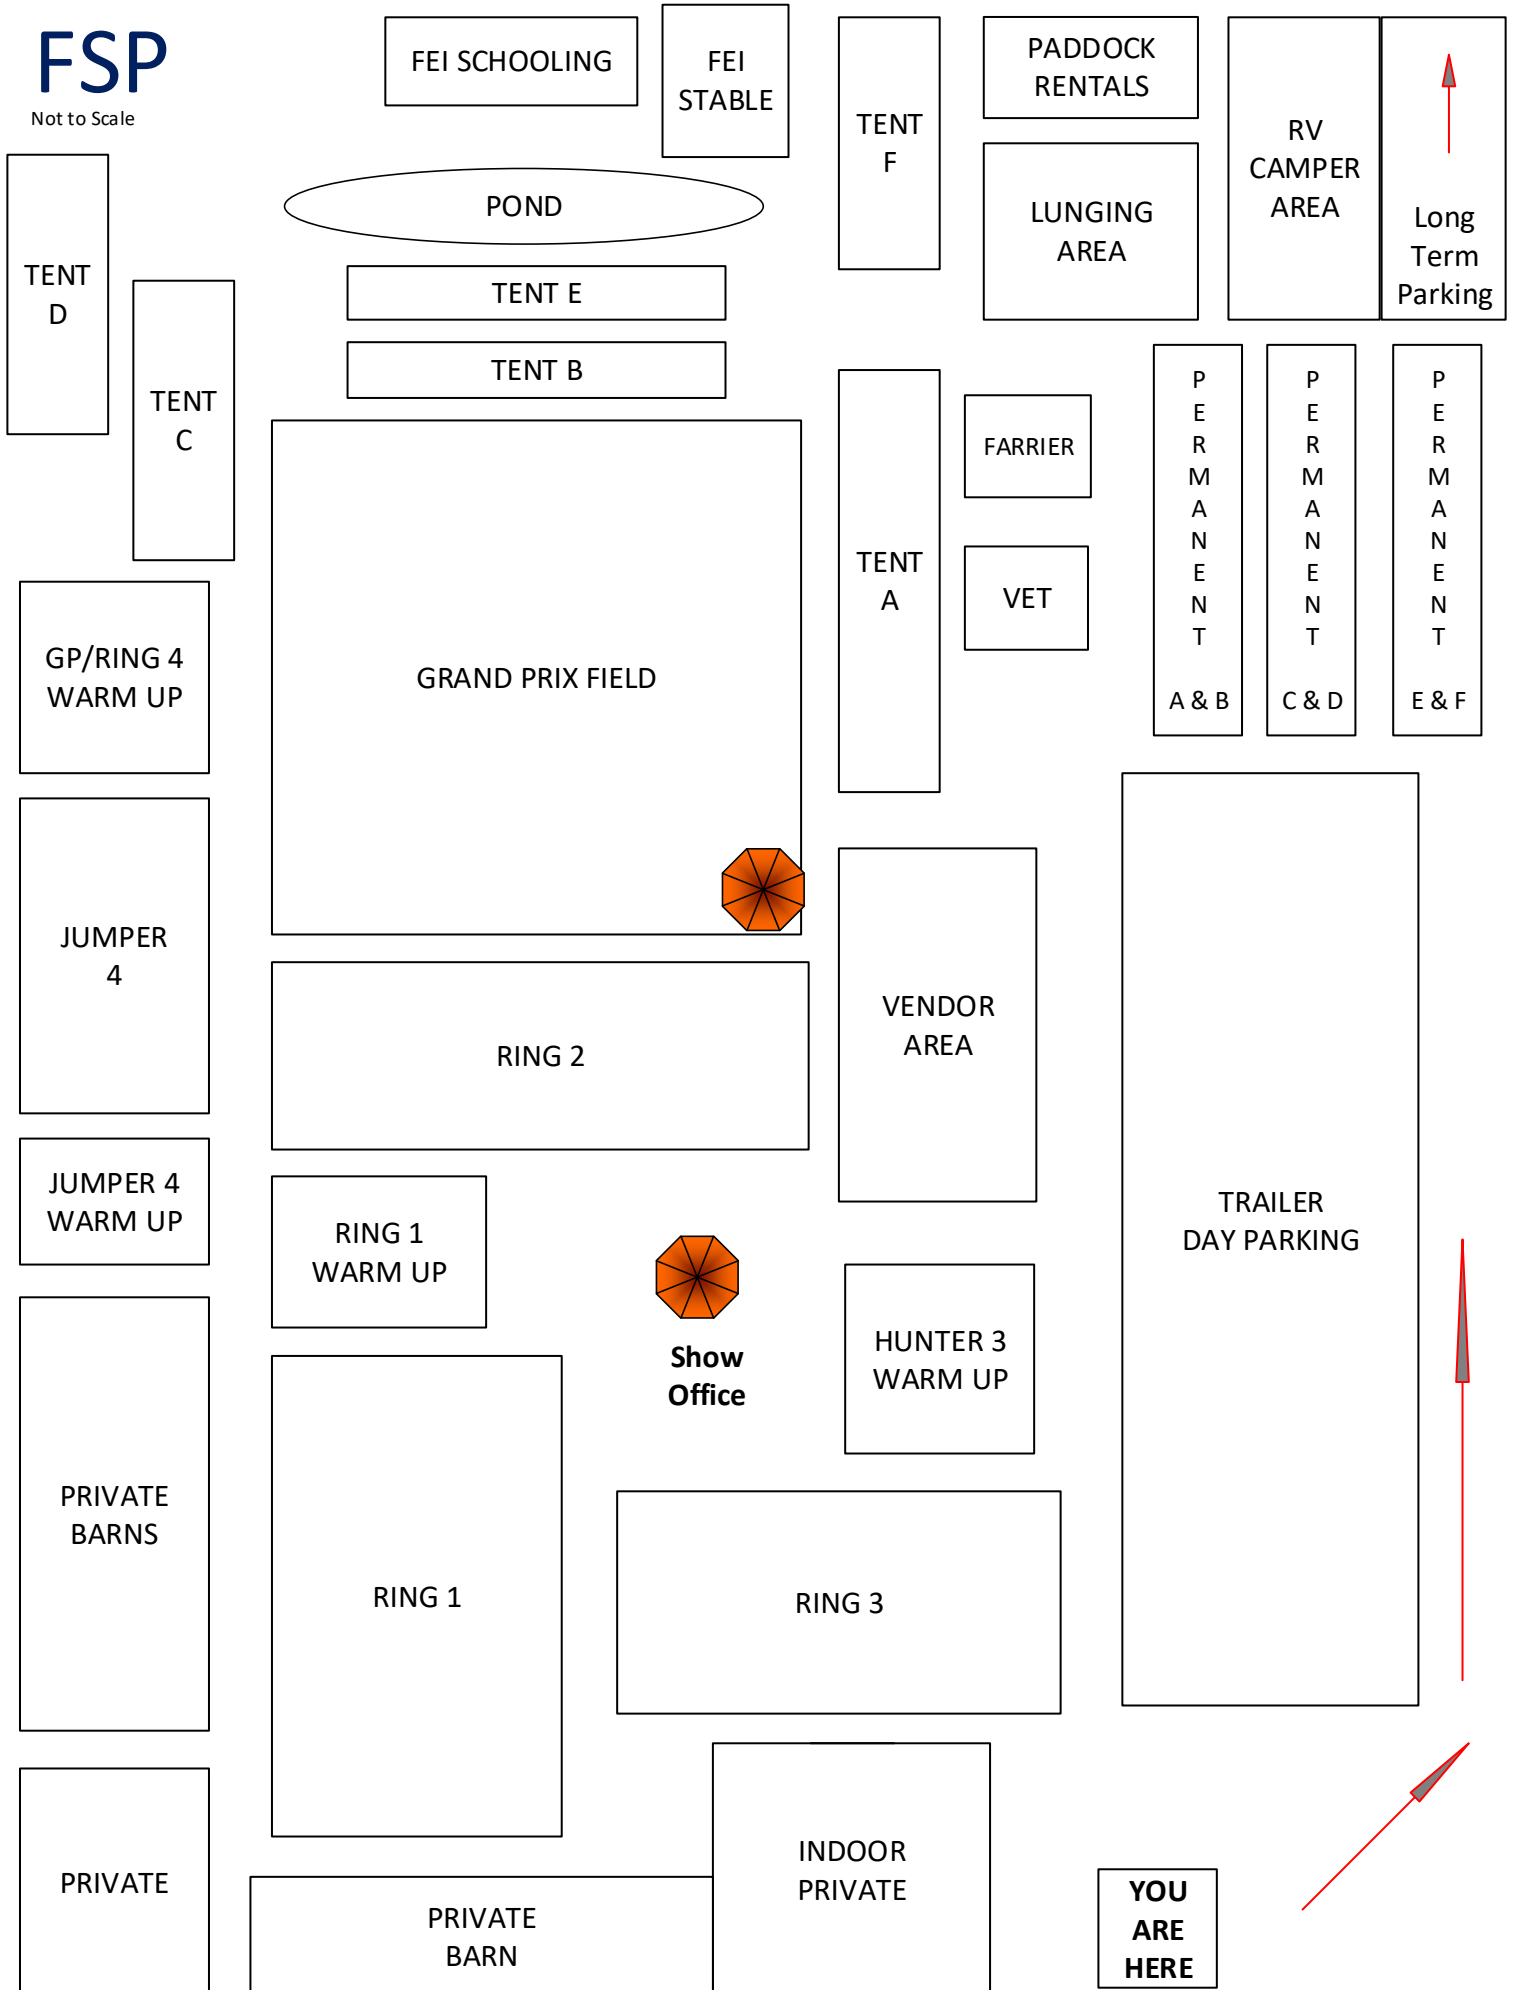 FSP
Not to Scale
FEI SCHOOLING
FEI
STABLE
TENT
F
PADDOCK
RENTALS
RV
CAMPER
AREA
Long
Term
Parking
LUNGING
AREA
POND
TENT
D
TENT
C
TENT E
TENT B
TENT
A
FARRIER
VET
P
E
R
M
A
N
E
N
T
A & B
P
E
R
M
A
N
E
N
T
C & D
P
E
R
M
A
N
E
N
T
E & F
GP/RING 4
WARM UP
GRAND PRIX FIELD
JUMPER
4
RING 2
VENDOR
AREA
TRAILER
DAY PARKING
JUMPER 4
WARM UP
RING 1
WARM UP
Show
Office
HUNTER 3
WARM UP
PRIVATE
BARNS
RING 1
RING 3
PRIVATE
PRIVATE
BARN
INDOOR
PRIVATE
YOU
ARE
HERE